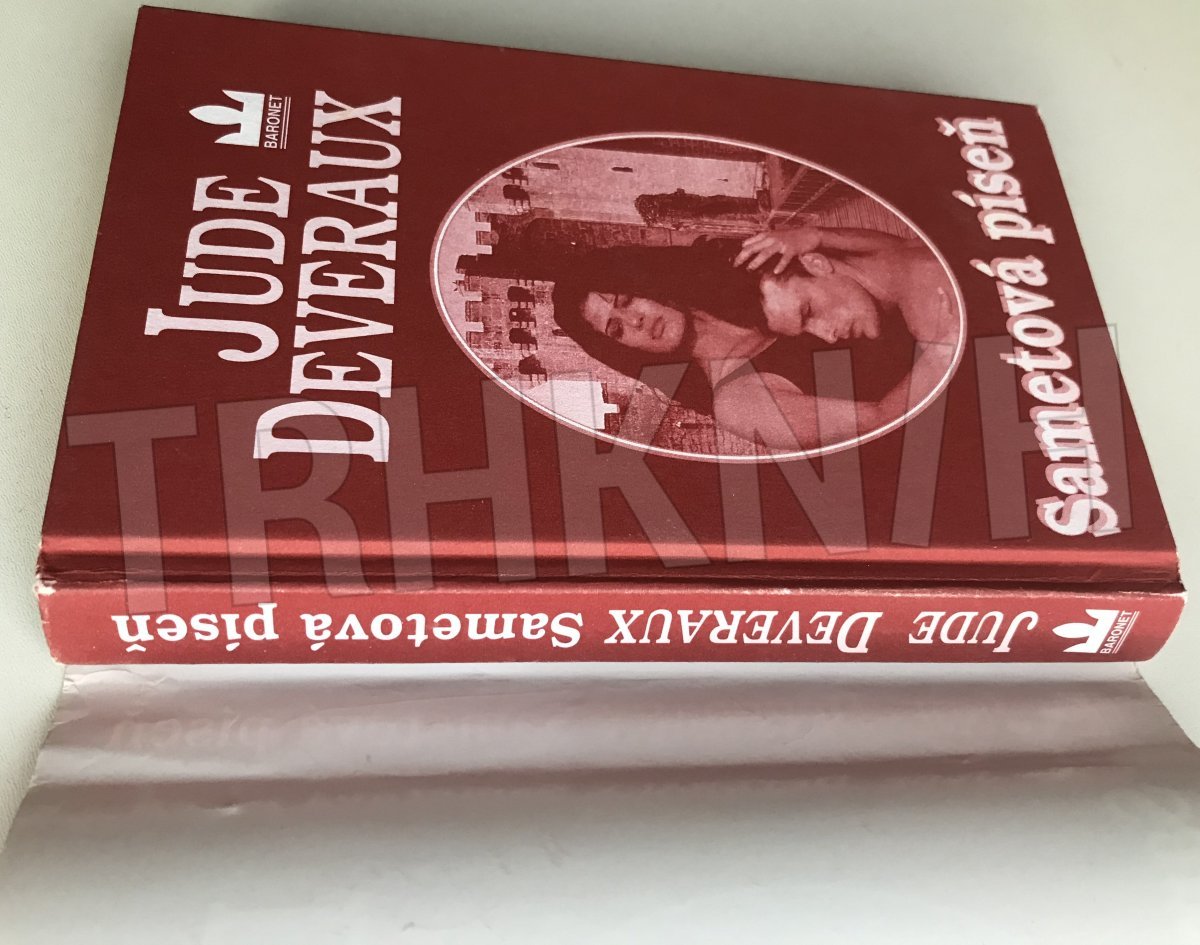 BARONET
JUDE
DEVERAUX
Sametová píseň
JUDE DEVERAUX Sametová píseň
BARONET
TRHKNIH